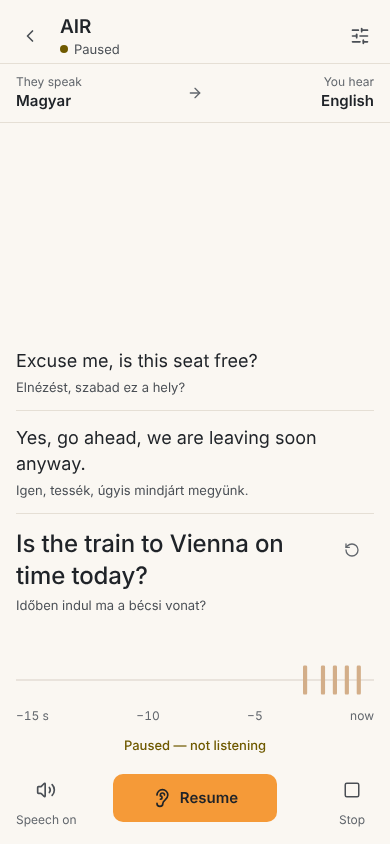 AIR
Paused
They speak
Magyar
You hear
English
Excuse me, is this seat free?
Elnézést, szabad ez a hely?
Yes, go ahead, we are leaving soon
anyway.
Igen, tessék, úgyis mindjárt megyünk.
Is the train to Vienna on
time today?
Időben indul ma a bécsi vonat?
−15 s
−10
−5
now
Paused — not listening
Speech on
Resume
Stop